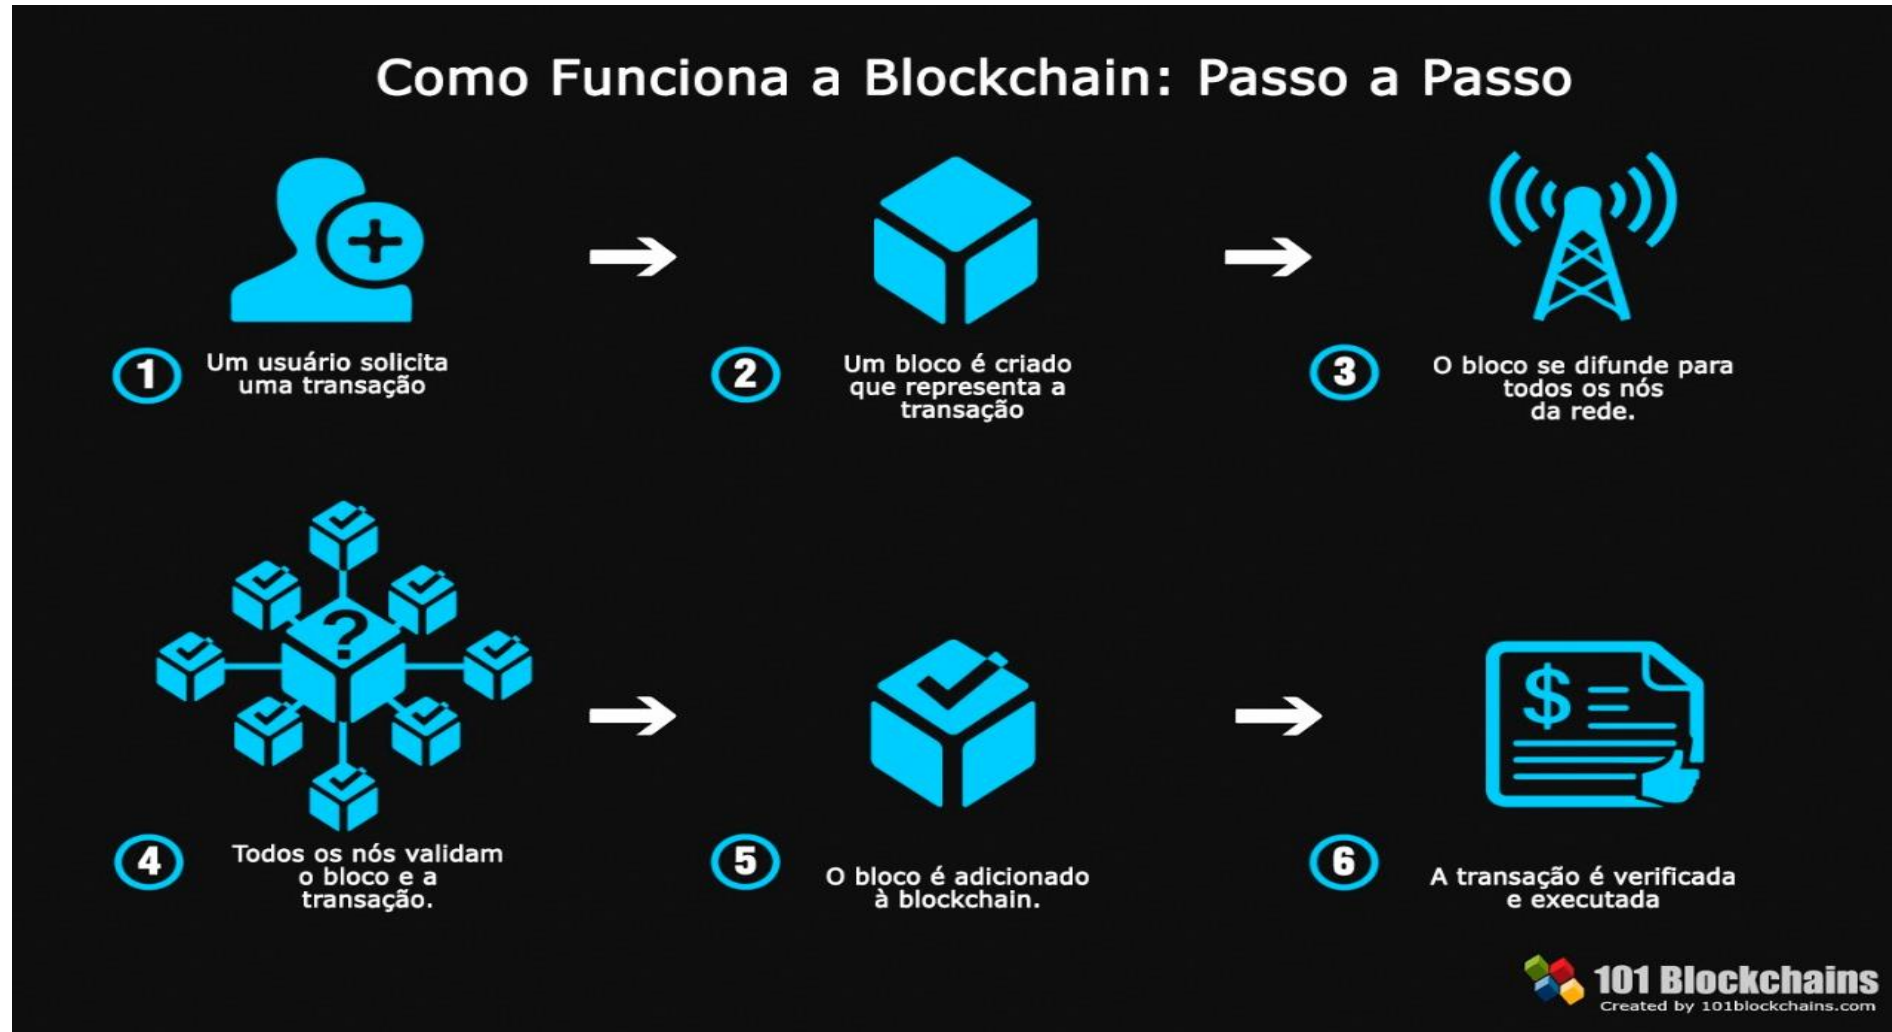 Como Funciona a Blockchain: Passo a Passo
1
Um usuário solicita
uma transação
2
Um bloco é criado
que representa a
transação
3
O bloco se difunde para
todos os nós
da rede.
?
4
Todos os nós validam
o bloco e a
transação.
5
O bloco é adicionado
à blockchain.
$
6
A transação é verificada
e executada
101 Blockchains
Created by 101blockchains.com